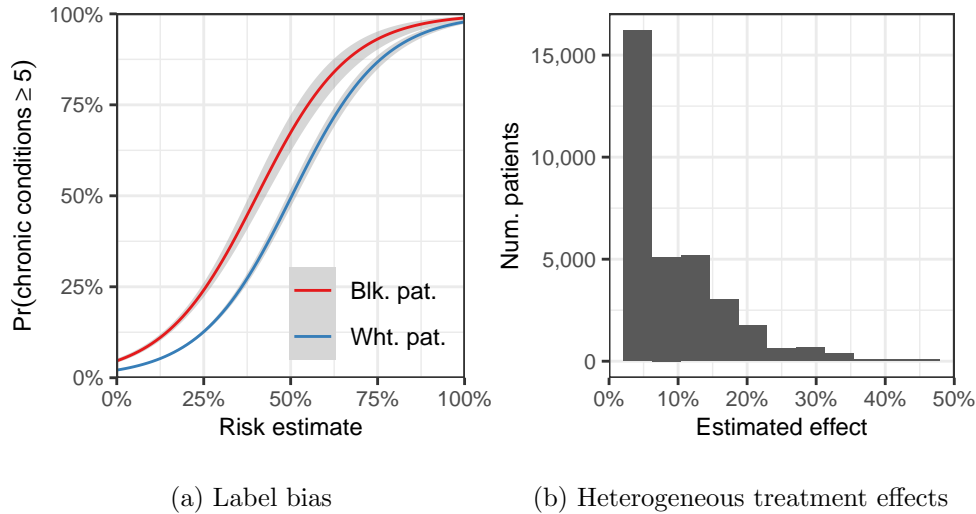 Pr(chronic conditions ≥ 5)
100%
75%
50%
25%
0%
Blk. pat.
Wht. pat.
0% 25% 50% 75% 100%
Risk estimate
(a) Label bias
Num. patients
15,000
10,000
5,000
0
0% 10% 20% 30% 40% 50%
Estimated effect
(b) Heterogeneous treatment effects